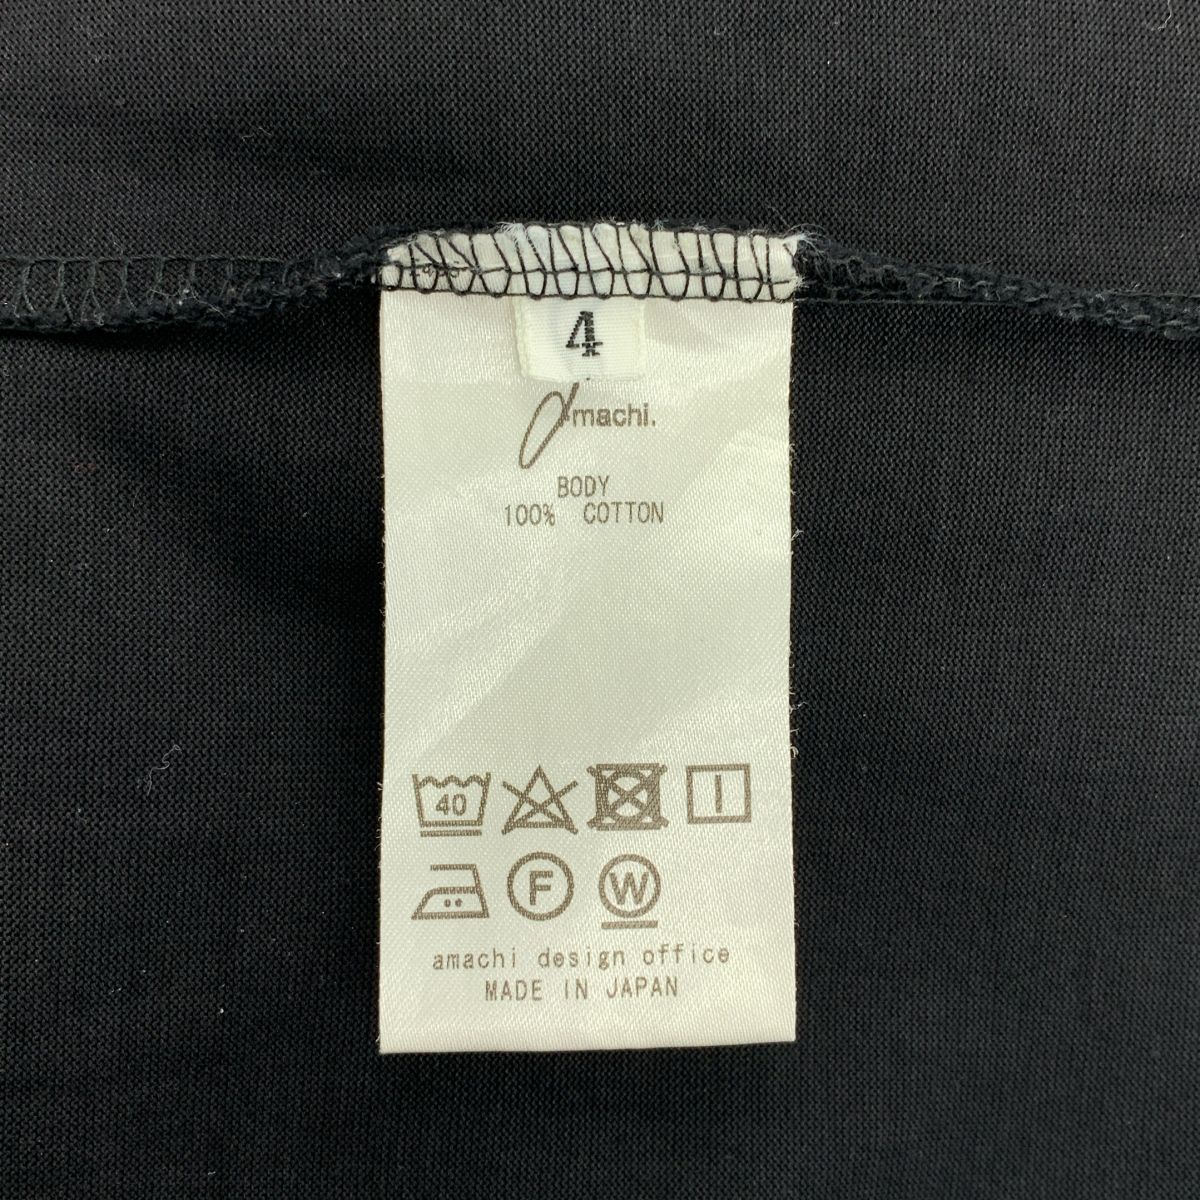 4
amachi.
BODY
100% COTTON
40
F
W
amachi design office
MADE IN JAPAN